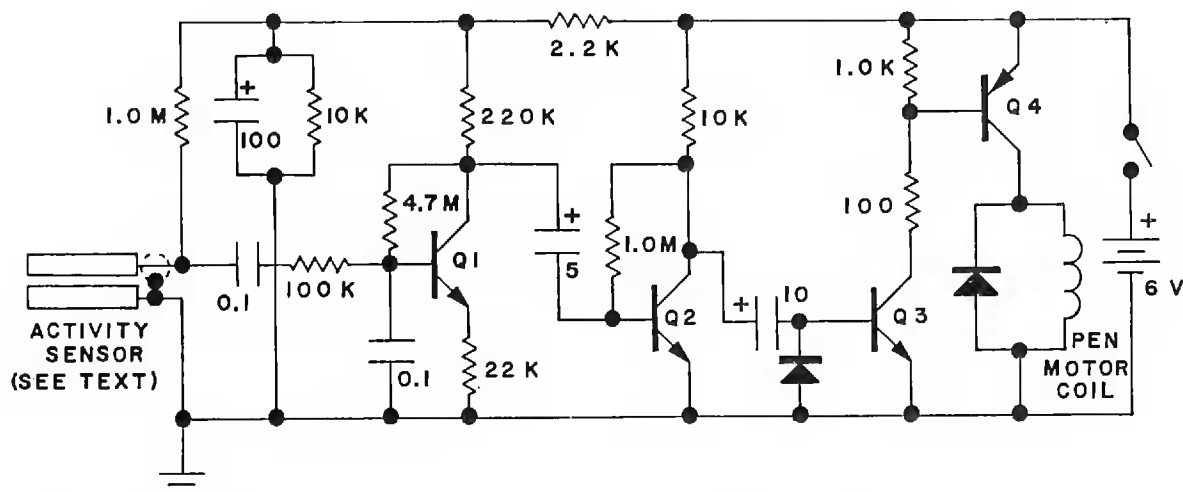 2.2 K
1.0 M
+
100
10K
220K
10K
1.0K
Q4
4.7M
Q1
+
5
1.0M
Q2
+
10
100
Q3
+
6 V
0.1
100 K
0.1
22 K
ACTIVITY
SENSOR
(SEE TEXT)
PEN
MOTOR
COIL